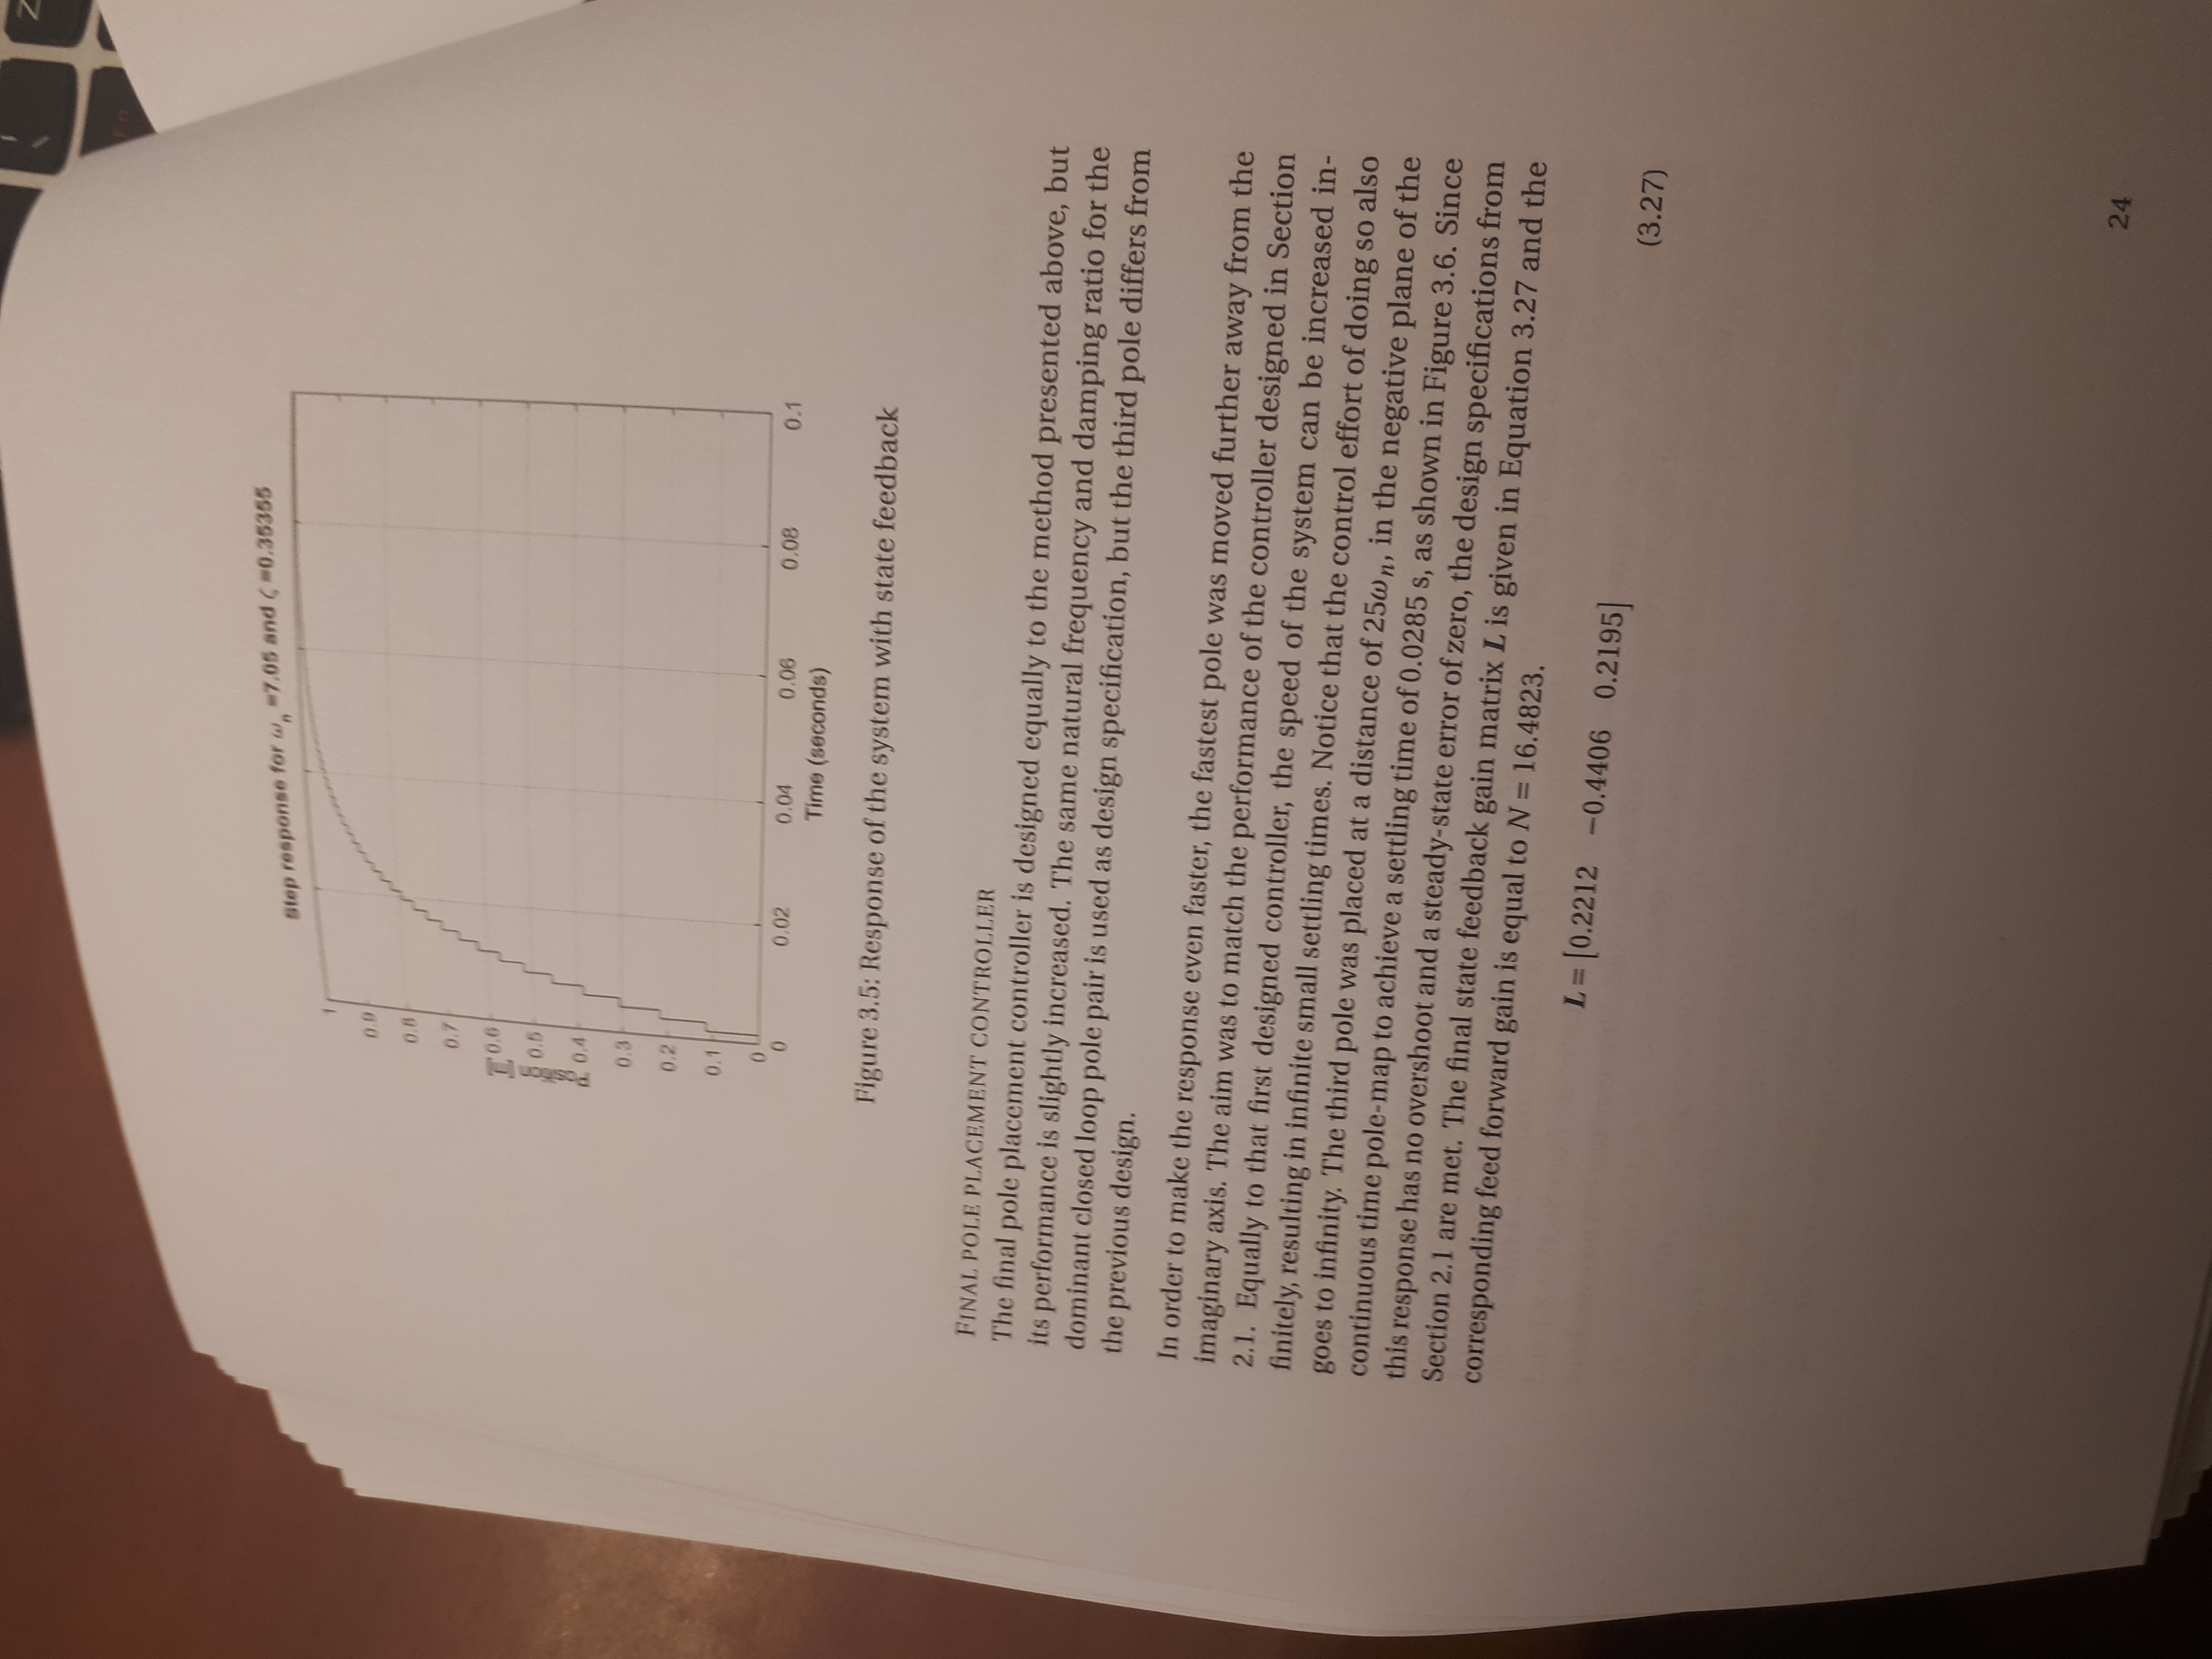 Step response for ωn =7.05 and ζ =0.35355
1
0.9
0.8
0.7
0.6
0.5
0.4
0.3
0.2
0.1
0
Position [m]
0 0.02 0.04 0.06 0.08 0.1
Time (seconds)
Figure 3.5: Response of the system with state feedback
FINAL POLE PLACEMENT CONTROLLER
The final pole placement controller is designed equally to the method presented above, but
its performance is slightly increased. The same natural frequency and damping ratio for the
dominant closed loop pole pair is used as design specification, but the third pole differs from
the previous design.
In order to make the response even faster, the fastest pole was moved further away from the
imaginary axis. The aim was to match the performance of the controller designed in Section
2.1. Equally to that first designed controller, the speed of the system can be increased in-
finitely, resulting in infinite small settling times. Notice that the control effort of doing so also
goes to infinity. The third pole was placed at a distance of 25ωn, in the negative plane of the
continuous time pole-map to achieve a settling time of 0.0285 s, as shown in Figure 3.6. Since
this response has no overshoot and a steady-state error of zero, the design specifications from
Section 2.1 are met. The final state feedback gain matrix L is given in Equation 3.27 and the
corresponding feed forward gain is equal to N = 16.4823.
L = [0.2212 −0.4406 0.2195]
(3.27)
24
Z
Fn